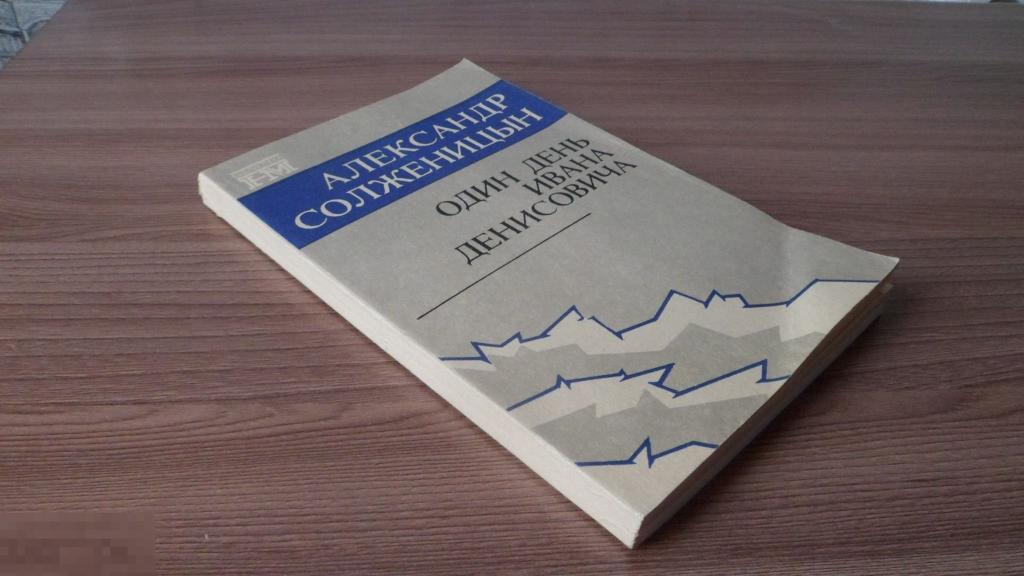 АЛЕКСАНДР
СОЛЖЕНИЦЫН
ОДИН ДЕНЬ
ИВАНА
ДЕНИСОВИЧА